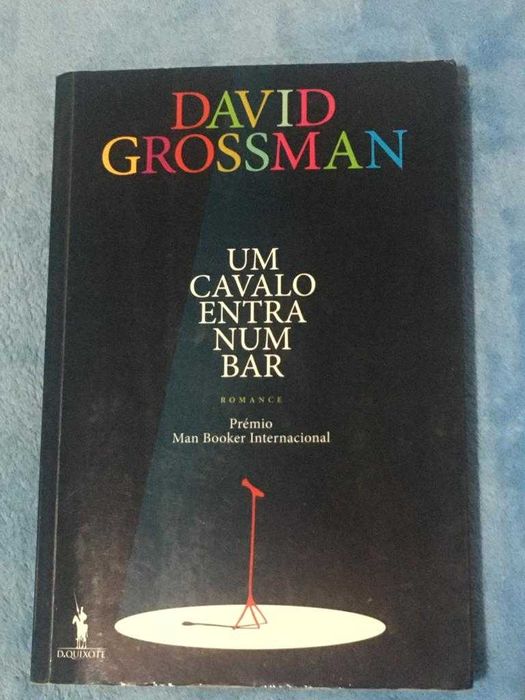 DAVID
GROSSMAN
UM
CAVALO
ENTRA
NUM
BAR
ROMANCE
Prémio
Man Booker Internacional
D.QUIXOTE